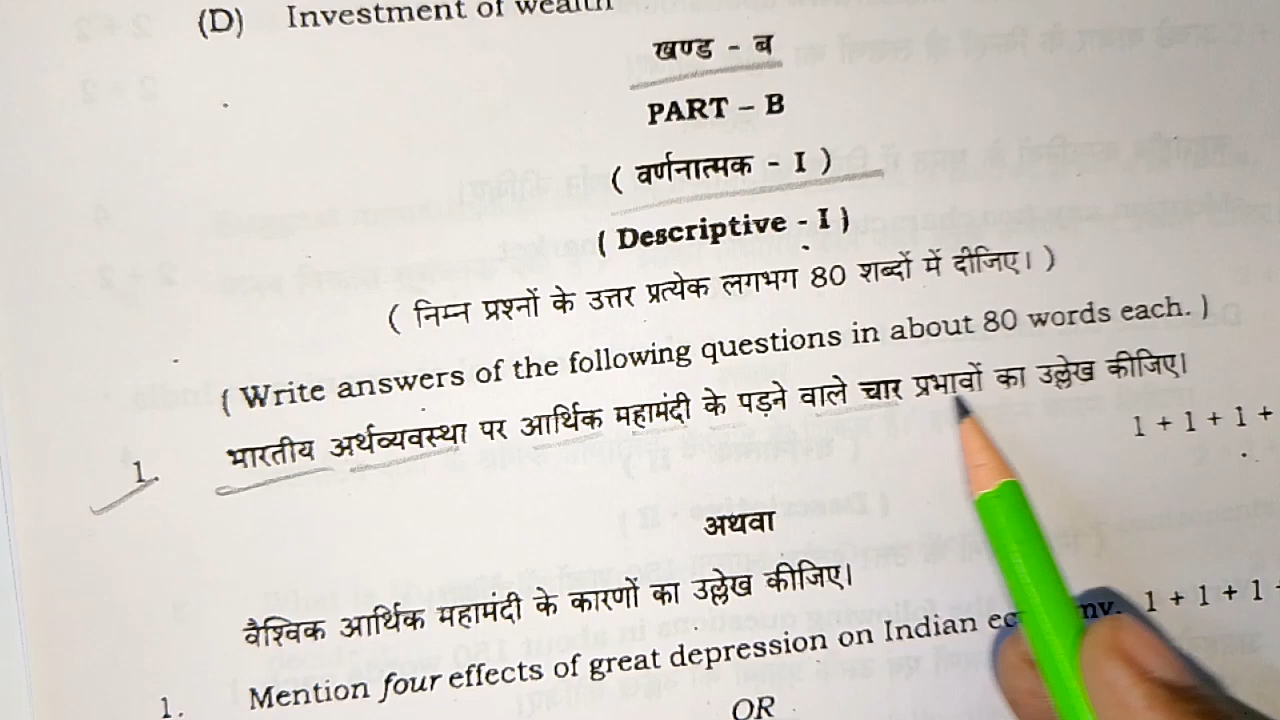 (D) Investment of wealth
खण्ड - ब
PART – B
( वर्णनात्मक - I )
( Descriptive - I )
( निम्न प्रश्नों के उत्तर प्रत्येक लगभग 80 शब्दों में दीजिए। )
( Write answers of the following questions in about 80 words each. )
1. भारतीय अर्थव्यवस्था पर आर्थिक महामंदी के पड़ने वाले चार प्रभावों का उल्लेख कीजिए।
1 + 1 + 1 +
अथवा
वैश्विक आर्थिक महामंदी के कारणों का उल्लेख कीजिए।
1. Mention four effects of great depression on Indian 1 + 1 + 1
OR